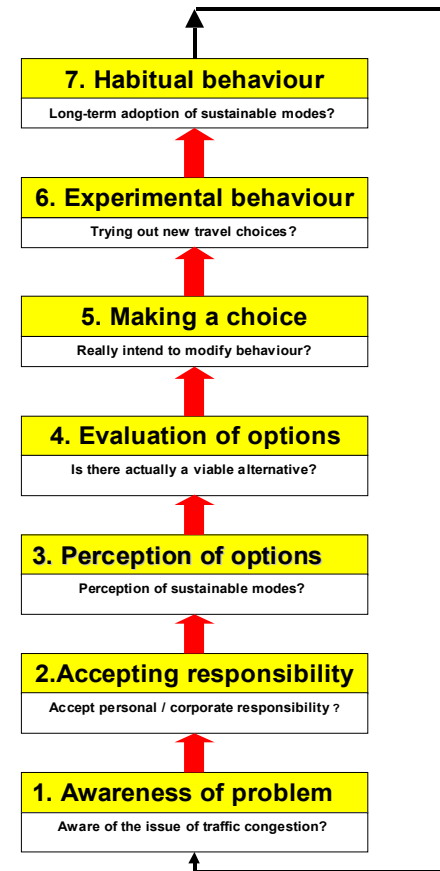 7. Habitual behaviour
Long-term adoption of sustainable modes?
6. Experimental behaviour
Trying out new travel choices?
5. Making a choice
Really intend to modify behaviour?
4. Evaluation of options
Is there actually a viable alternative?
3. Perception of options
Perception of sustainable modes?
2.Accepting responsibility
Accept personal / corporate responsibility ?
1. Awareness of problem
Aware of the issue of traffic congestion?